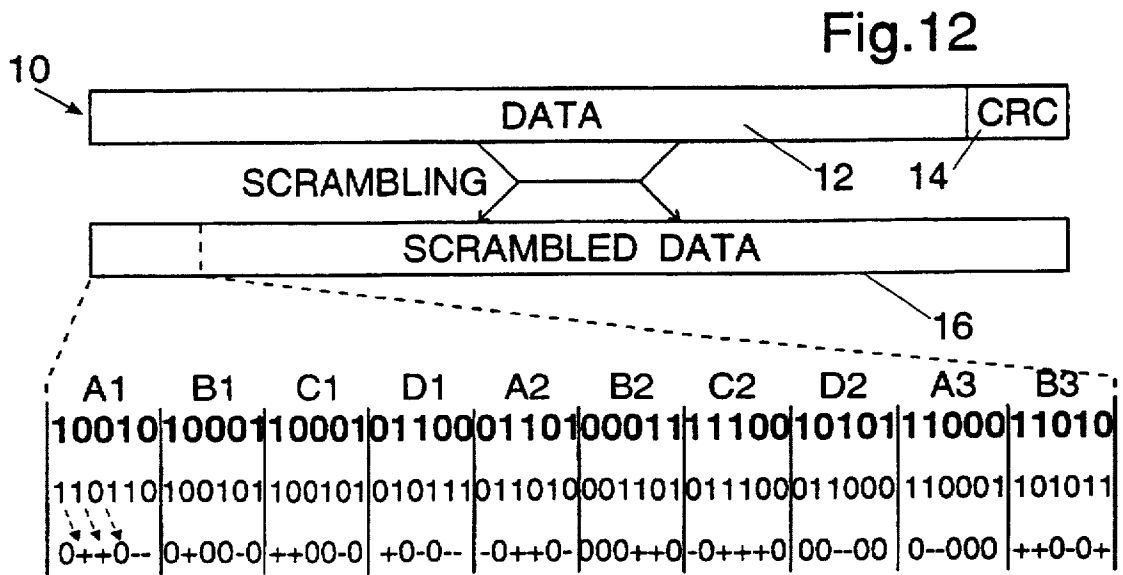 Fig.12
10
DATA
CRC
SCRAMBLING
12
14
SCRAMBLED DATA
16
A1 B1 C1 D1 A2 B2 C2 D2 A3 B3
10010 10001 10001 01100 01101 00011 11100 10101 11000 11010
110110 100101 100101 010111 011010 001101 011100 011000 110001 101011
0++0-- 0+00-0 ++00-0 +0-0-- -0++0- 000++0 -0+++0 00--00 0--000 ++0-0+